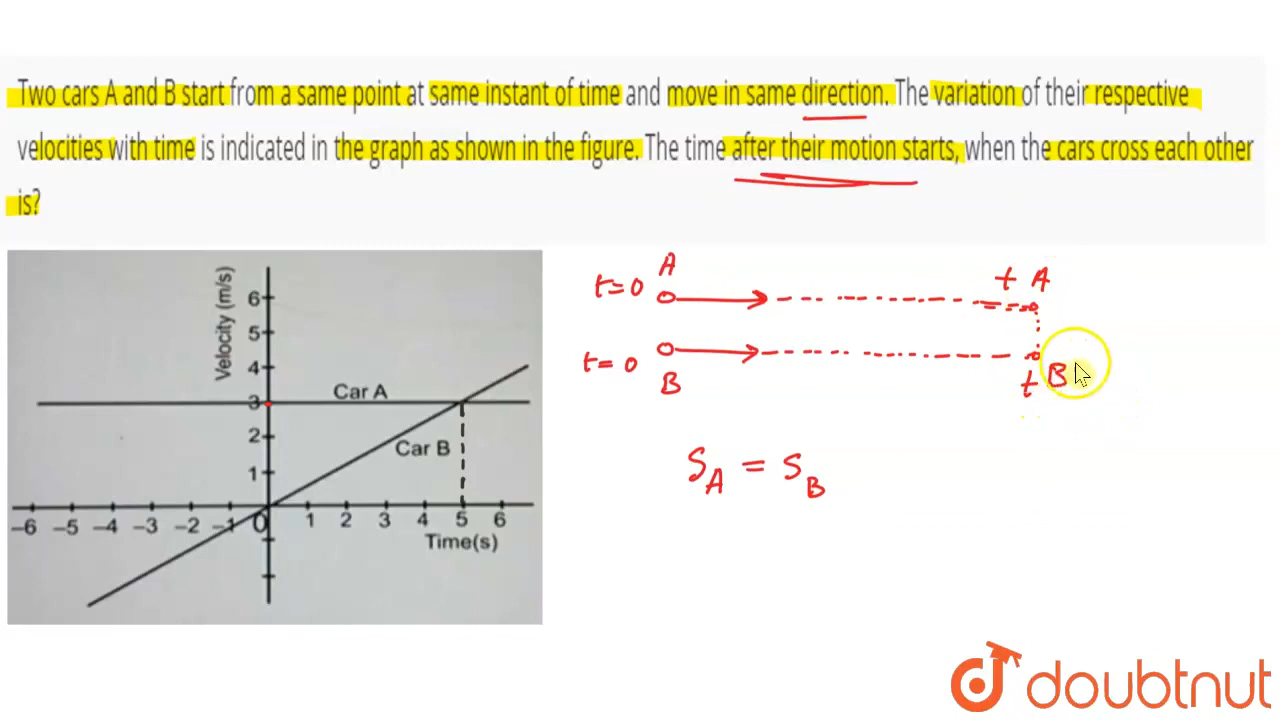 Two cars A and B start from a same point at same instant of time and move in same direction. The variation of their respective
velocities with time is indicated in the graph as shown in the figure. The time after their motion starts, when the cars cross each other
is?
Velocity (m/s)
6
5
4
3
2
1
Car A
Car B
-6 -5 -4 -3 -2 -1 0 1 2 3 4 5 6
Time(s)
A
t=0
t A
t=0
B
t B
S_A = S_B
doubtnut